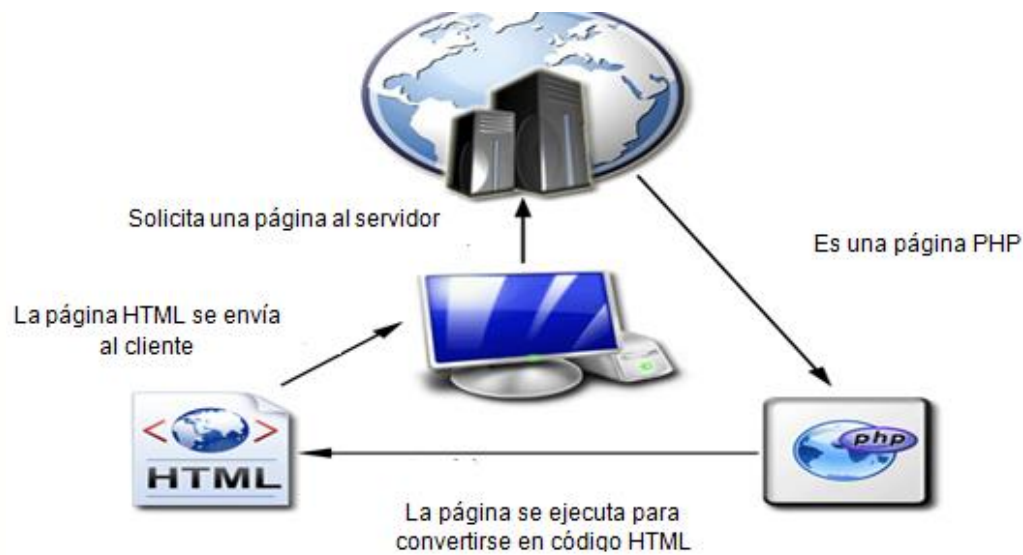 Solicita una página al servidor
Es una página PHP
La página HTML se envía
al cliente
< >
HTML
php
La página se ejecuta para
convertirse en código HTML